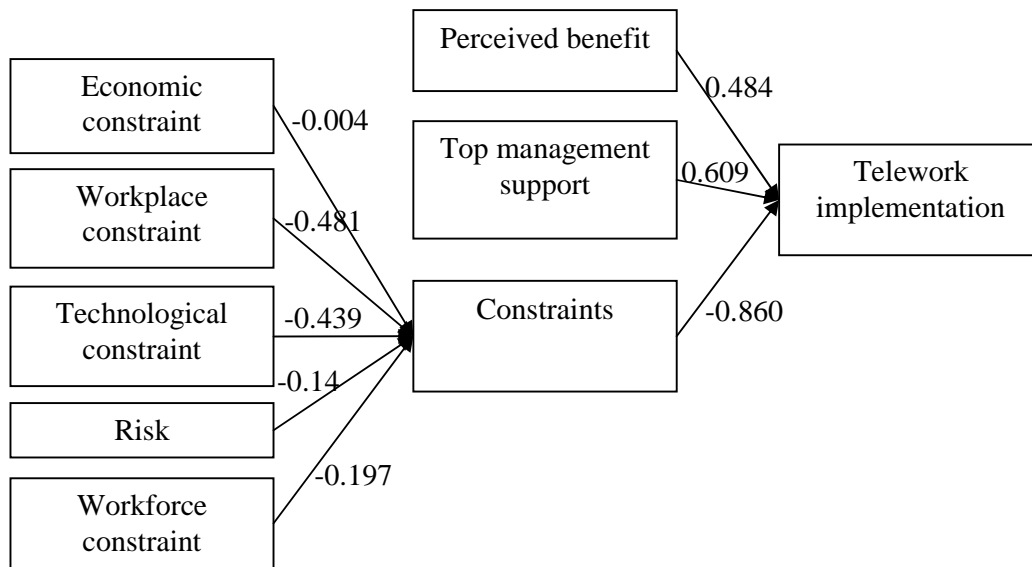 Economic
constraint
-0.004
Workplace
constraint
-0.481
Technological
constraint
-0.439
Risk
-0.14
Workforce
constraint
-0.197
Perceived benefit
0.484
Top management
support
0.609
Constraints
-0.860
Telework
implementation